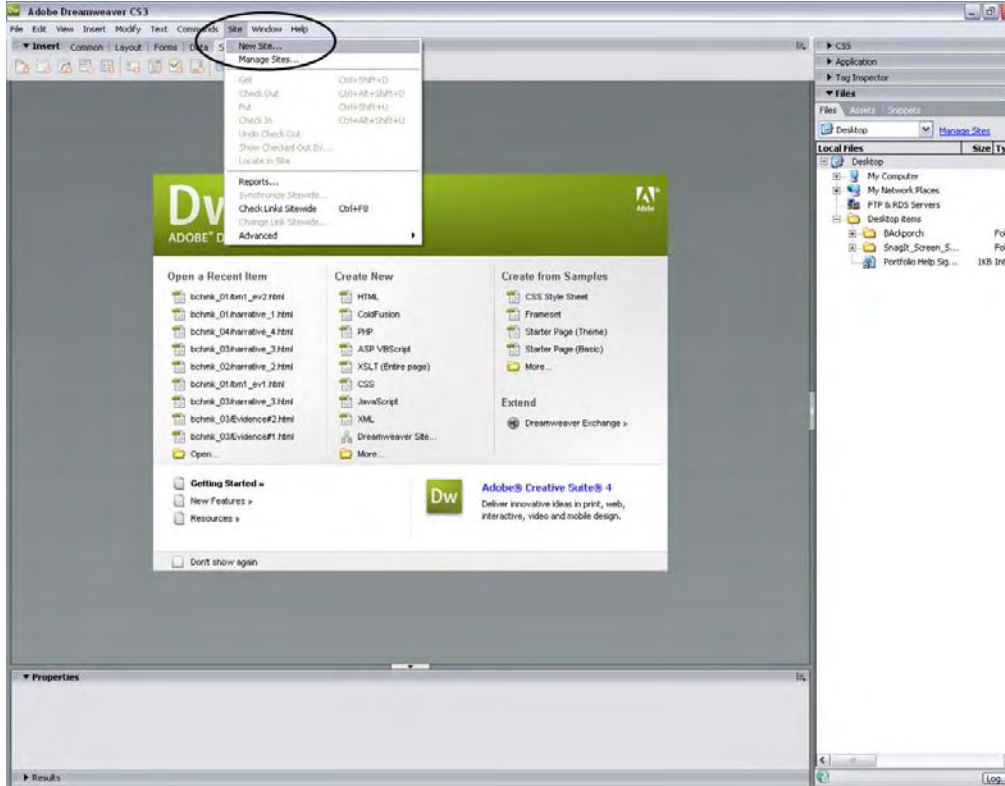 Adobe Dreamweaver CS3
File Edit View Insert Modify Text Commands Site Window Help
Insert Common Layout Forms Data S
New Site...
Manage Sites...
Get Ctrl+Shift+D
Check Out Ctrl+Alt+Shift+D
Put Ctrl+Shift+U
Check In Ctrl+Alt+Shift+U
Undo Check Out
Show Checked Out By...
Locate in Site
Reports...
Synchronize Sitewide...
Check Links Sitewide Ctrl+F8
Change Link Sitewide...
Advanced
Dw
Adobe
ADOBE® D
Open a Recent Item
bchmk_01/bm1_ev2.html
bchmk_01/narrative_1.html
bchmk_04/narrative_4.html
bchmk_03/narrative_3.html
bchmk_02/narrative_2.html
bchmk_01/bm1_ev1.html
bchmk_03/narrative_3.html
bchmk_03/Evidence#2.html
bchmk_03/Evidence#1.html
Open...
Create New
HTML
ColdFusion
PHP
ASP VBScript
XSLT (Entire page)
CSS
JavaScript
XML
Dreamweaver Site...
More...
Create from Samples
CSS Style Sheet
Frameset
Starter Page (Theme)
Starter Page (Basic)
More...
Extend
Dreamweaver Exchange »
Getting Started »
New Features »
Resources »
Dw
Adobe® Creative Suite® 4
Deliver innovative ideas in print, web,
interactive, video and mobile design.
Don't show again
Properties
Results
CSS
Application
Tag Inspector
Files
Files Assets Snippets
Desktop Manage Sites
Local Files Size Ty
Desktop
My Computer
My Network Places
FTP & RDS Servers
Desktop items
BAckporch Fol
SnagIt_Screen_S... Fol
Portfolio Help Sig... 1KB Int
Log.